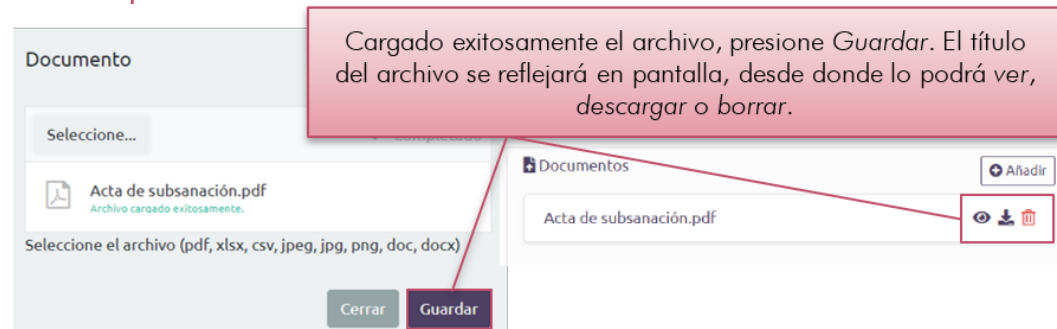 Cargado exitosamente el archivo, presione Guardar. El título
del archivo se reflejará en pantalla, desde donde lo podrá ver,
descargar o borrar.
Documento
Seleccione...
Completado
Acta de subsanación.pdf
Archivo cargado exitosamente.
Seleccione el archivo (pdf, xlsx, csv, jpeg, jpg, png, doc, docx)
Cerrar
Guardar
Documentos
Añadir
Acta de subsanación.pdf